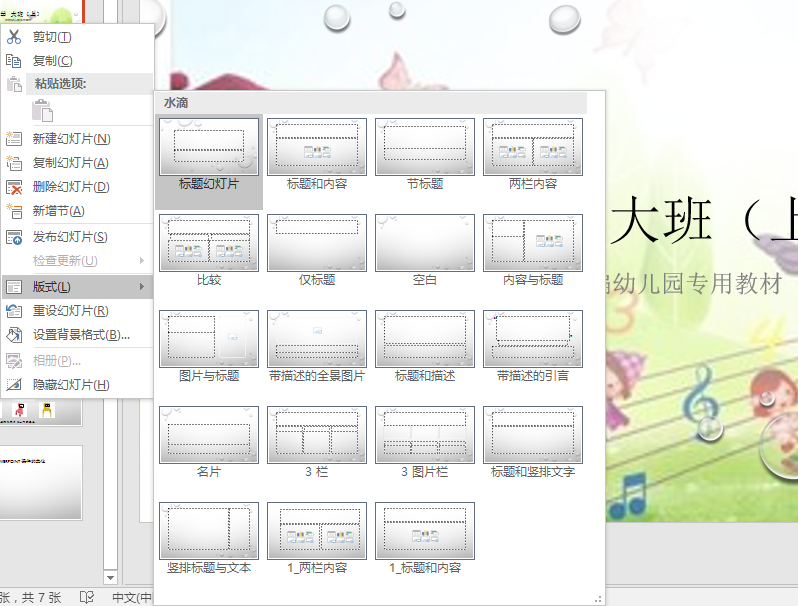 大班（上）
剪切(T)
复制(C)
粘贴选项:
新建幻灯片(N)
复制幻灯片(A)
删除幻灯片(D)
新增节(A)
发布幻灯片(S)
检查更新(U)
版式(L)
重设幻灯片(R)
设置背景格式(B)...
相册(P)...
隐藏幻灯片(H)
水滴
标题幻灯片
标题和内容
节标题
两栏内容
比较
仅标题
空白
内容与标题
图片与标题
带描述的全景图片
标题和描述
带描述的引言
名片
3 栏
3 图片栏
标题和竖排文字
竖排标题与文本
1_两栏内容
1_标题和内容
大班（上
幼儿园专用教材
张，共 7 张
中文(中